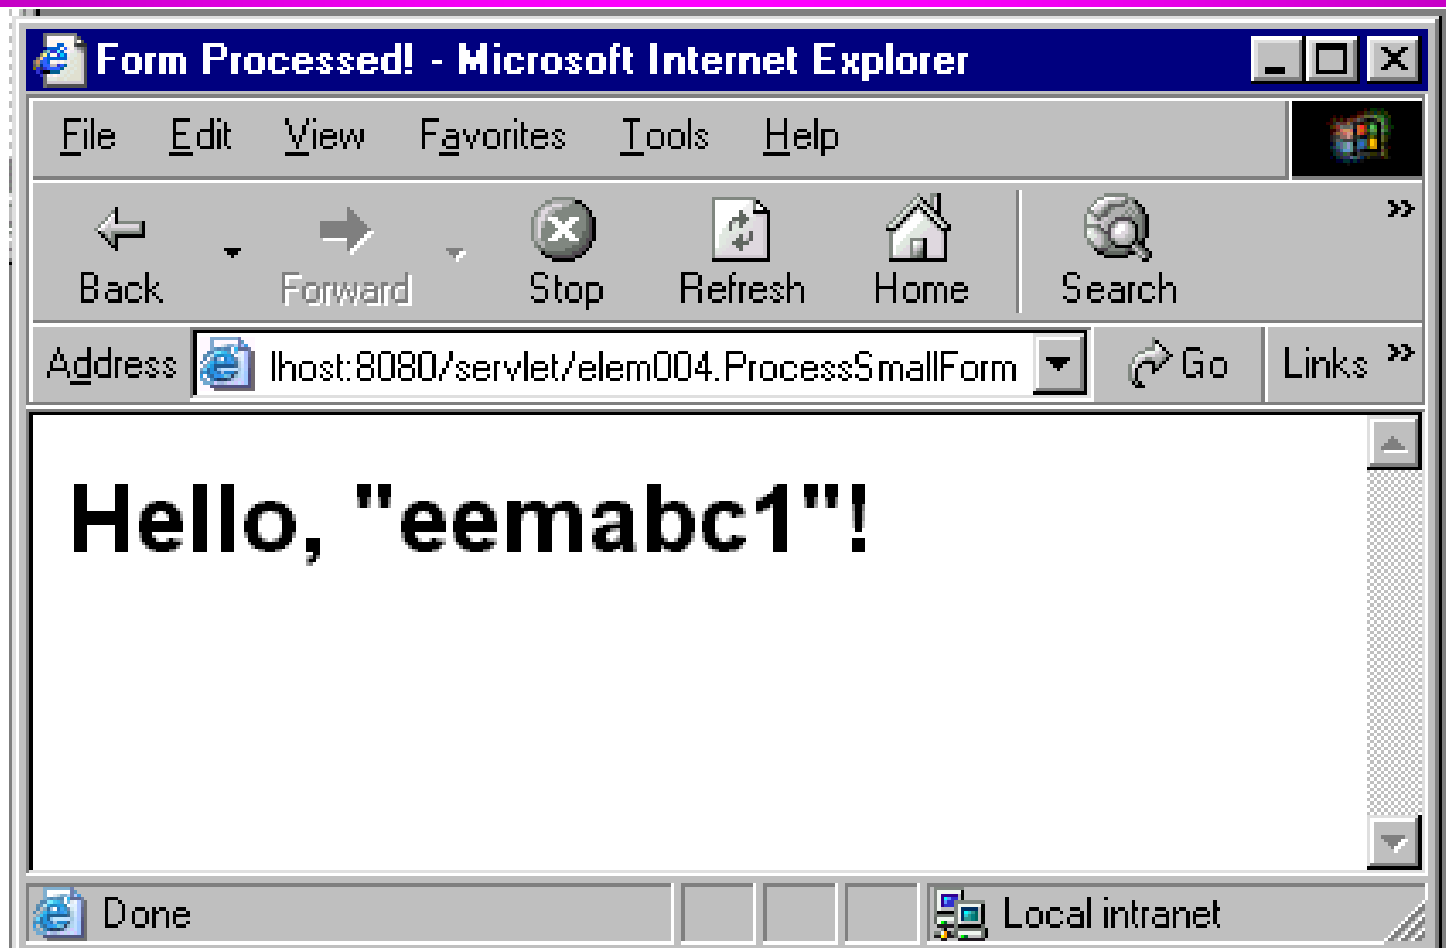 Form Processed! - Microsoft Internet Explorer
File Edit View Favorites Tools Help
Back Forward Stop Refresh Home Search »
Address lhost:8080/servlet/elem004.ProcessSmallForm Go Links »
Hello, "eemabc1"!
Done Local intranet